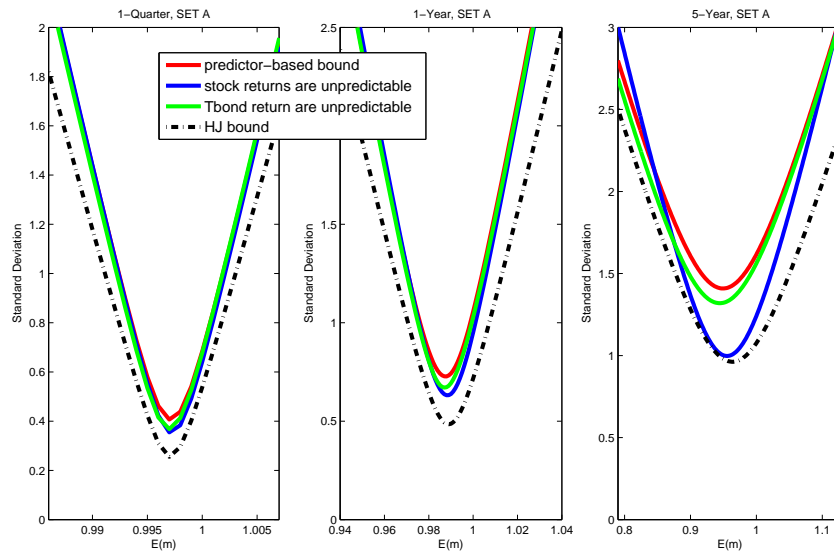 1−Quarter, SET A
1−Year, SET A
5−Year, SET A
predictor−based bound
stock returns are unpredictable
Tbond return are unpredictable
HJ bound
Standard Deviation
2
1.8
1.6
1.4
1.2
1
0.8
0.6
0.4
0.2
0
0.99
0.995
1
1.005
E(m)
Standard Deviation
2.5
2
1.5
1
0.5
0
0.94
0.96
0.98
1
1.02
1.04
E(m)
Standard Deviation
3
2.5
2
1.5
1
0.5
0
0.8
0.9
1
1.1
E(m)